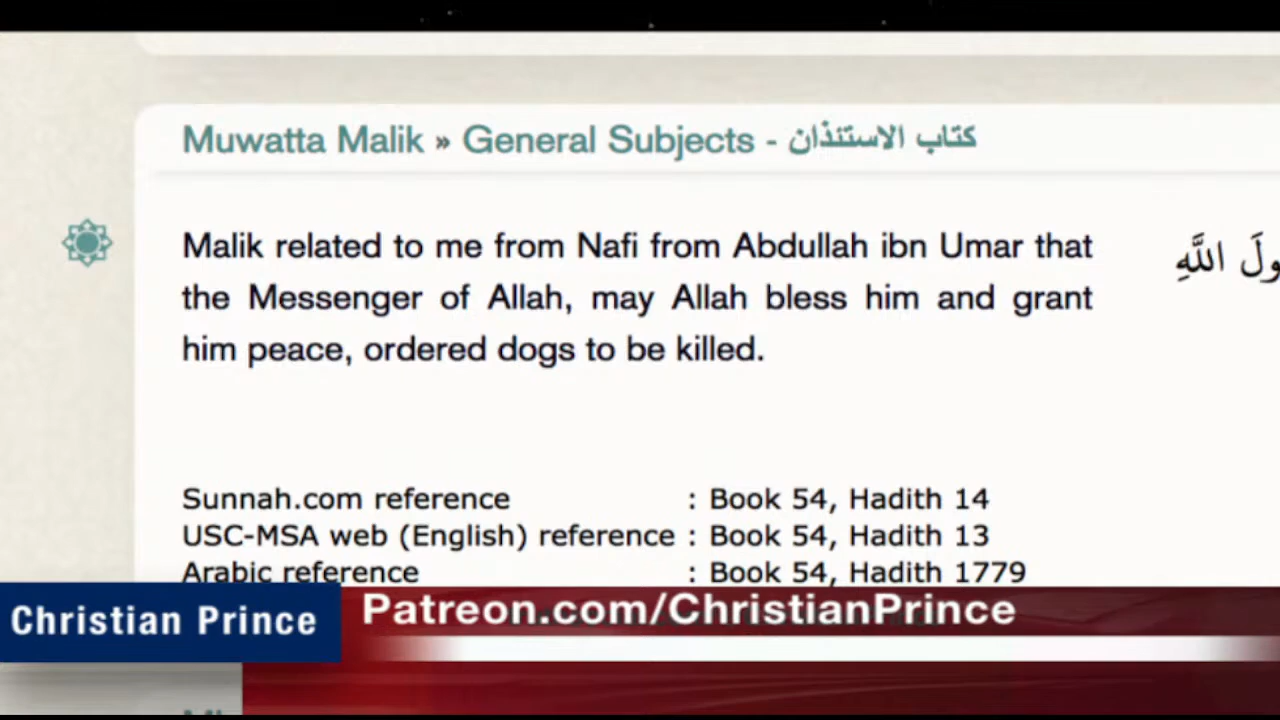 Muwatta Malik » General Subjects - كتاب الاستئذان
Malik related to me from Nafi from Abdullah ibn Umar that
the Messenger of Allah, may Allah bless him and grant
him peace, ordered dogs to be killed.
اللَّهِ
Sunnah.com reference : Book 54, Hadith 14
USC-MSA web (English) reference : Book 54, Hadith 13
Arabic reference : Book 54, Hadith 1779
Christian Prince
Patreon.com/ChristianPrince